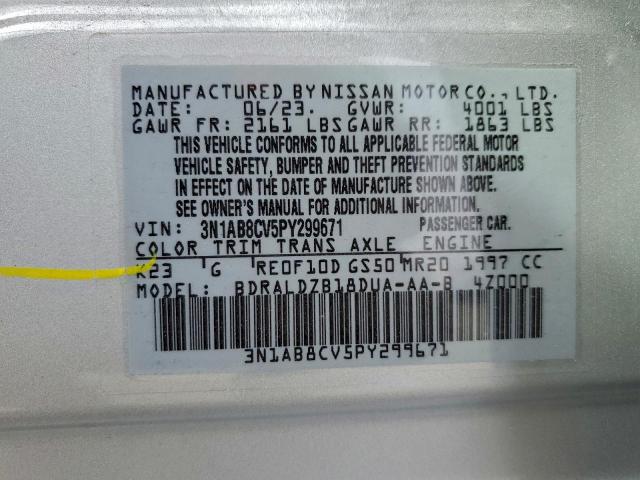 MANUFACTURED BY NISSAN MOTOR CO., LTD.
DATE: 06/23. GVWR: 4001 LBS
GAWR FR: 2161 LBS GAWR RR: 1863 LBS
THIS VEHICLE CONFORMS TO ALL APPLICABLE FEDERAL MOTOR
VEHICLE SAFETY, BUMPER AND THEFT PREVENTION STANDARDS
IN EFFECT ON THE DATE OF MANUFACTURE SHOWN ABOVE.
SEE OWNER'S MANUAL FOR ADDITIONAL INFORMATION.
VIN: 3N1AB8CV5PY299671 PASSENGER CAR.
COLOR TRIM TRANS AXLE ENGINE
K23 G RE0F10D GS50 MR20 1997 CC
MODEL: BDRALDZB18DUA-AA-B 4Z000
3N1AB8CV5PY299671